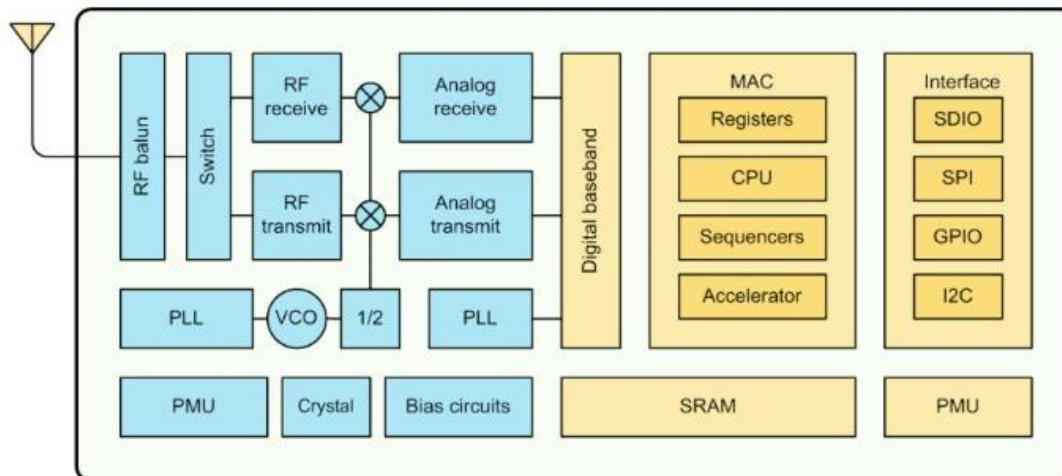 RF balun
Switch
RF
receive
Analog
receive
RF
transmit
Analog
transmit
PLL
VCO
1/2
PLL
Digital baseband
MAC
Registers
CPU
Sequencers
Accelerator
Interface
SDIO
SPI
GPIO
I2C
PMU
Crystal
Bias circuits
SRAM
PMU